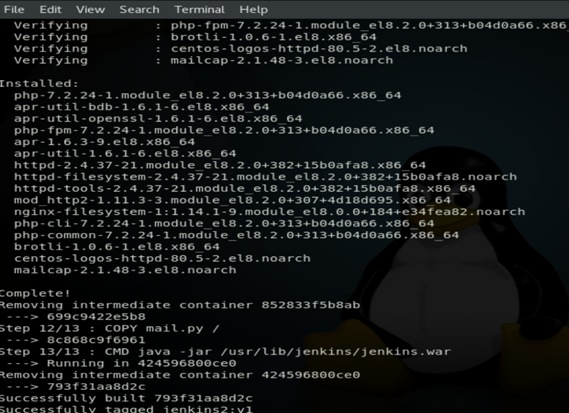 File Edit View Search Terminal Help
Verifying : php-fpm-7.2.24-1.module_el8.2.0+313+b04d0a66.x86
Verifying : brotli-1.0.6-1.el8.x86_64
Verifying : centos-logos-httpd-80.5-2.el8.noarch
Verifying : mailcap-2.1.48-3.el8.noarch
Installed:
php-7.2.24-1.module_el8.2.0+313+b04d0a66.x86_64
apr-util-bdb-1.6.1-6.el8.x86_64
apr-util-openssl-1.6.1-6.el8.x86_64
php-fpm-7.2.24-1.module_el8.2.0+313+b04d0a66.x86_64
apr-1.6.3-9.el8.x86_64
apr-util-1.6.1-6.el8.x86_64
httpd-2.4.37-21.module_el8.2.0+382+15b0afa8.x86_64
httpd-filesystem-2.4.37-21.module_el8.2.0+382+15b0afa8.noarch
httpd-tools-2.4.37-21.module_el8.2.0+382+15b0afa8.x86_64
mod_http2-1.11.3-3.module_el8.2.0+307+4d18d695.x86_64
nginx-filesystem-1:1.14.1-9.module_el8.0.0+184+e34fea82.noarch
php-cli-7.2.24-1.module_el8.2.0+313+b04d0a66.x86_64
php-common-7.2.24-1.module_el8.2.0+313+b04d0a66.x86_64
brotli-1.0.6-1.el8.x86_64
centos-logos-httpd-80.5-2.el8.noarch
mailcap-2.1.48-3.el8.noarch
Complete!
Removing intermediate container 852833f5b8ab
---> 699c9422e5b8
Step 12/13 : COPY mail.py /
---> 8c868c9f6961
Step 13/13 : CMD java -jar /usr/lib/jenkins/jenkins.war
---> Running in 424596800ce0
Removing intermediate container 424596800ce0
---> 793f31aa8d2c
Successfully built 793f31aa8d2c
Successfully tagged jenkins2:v1